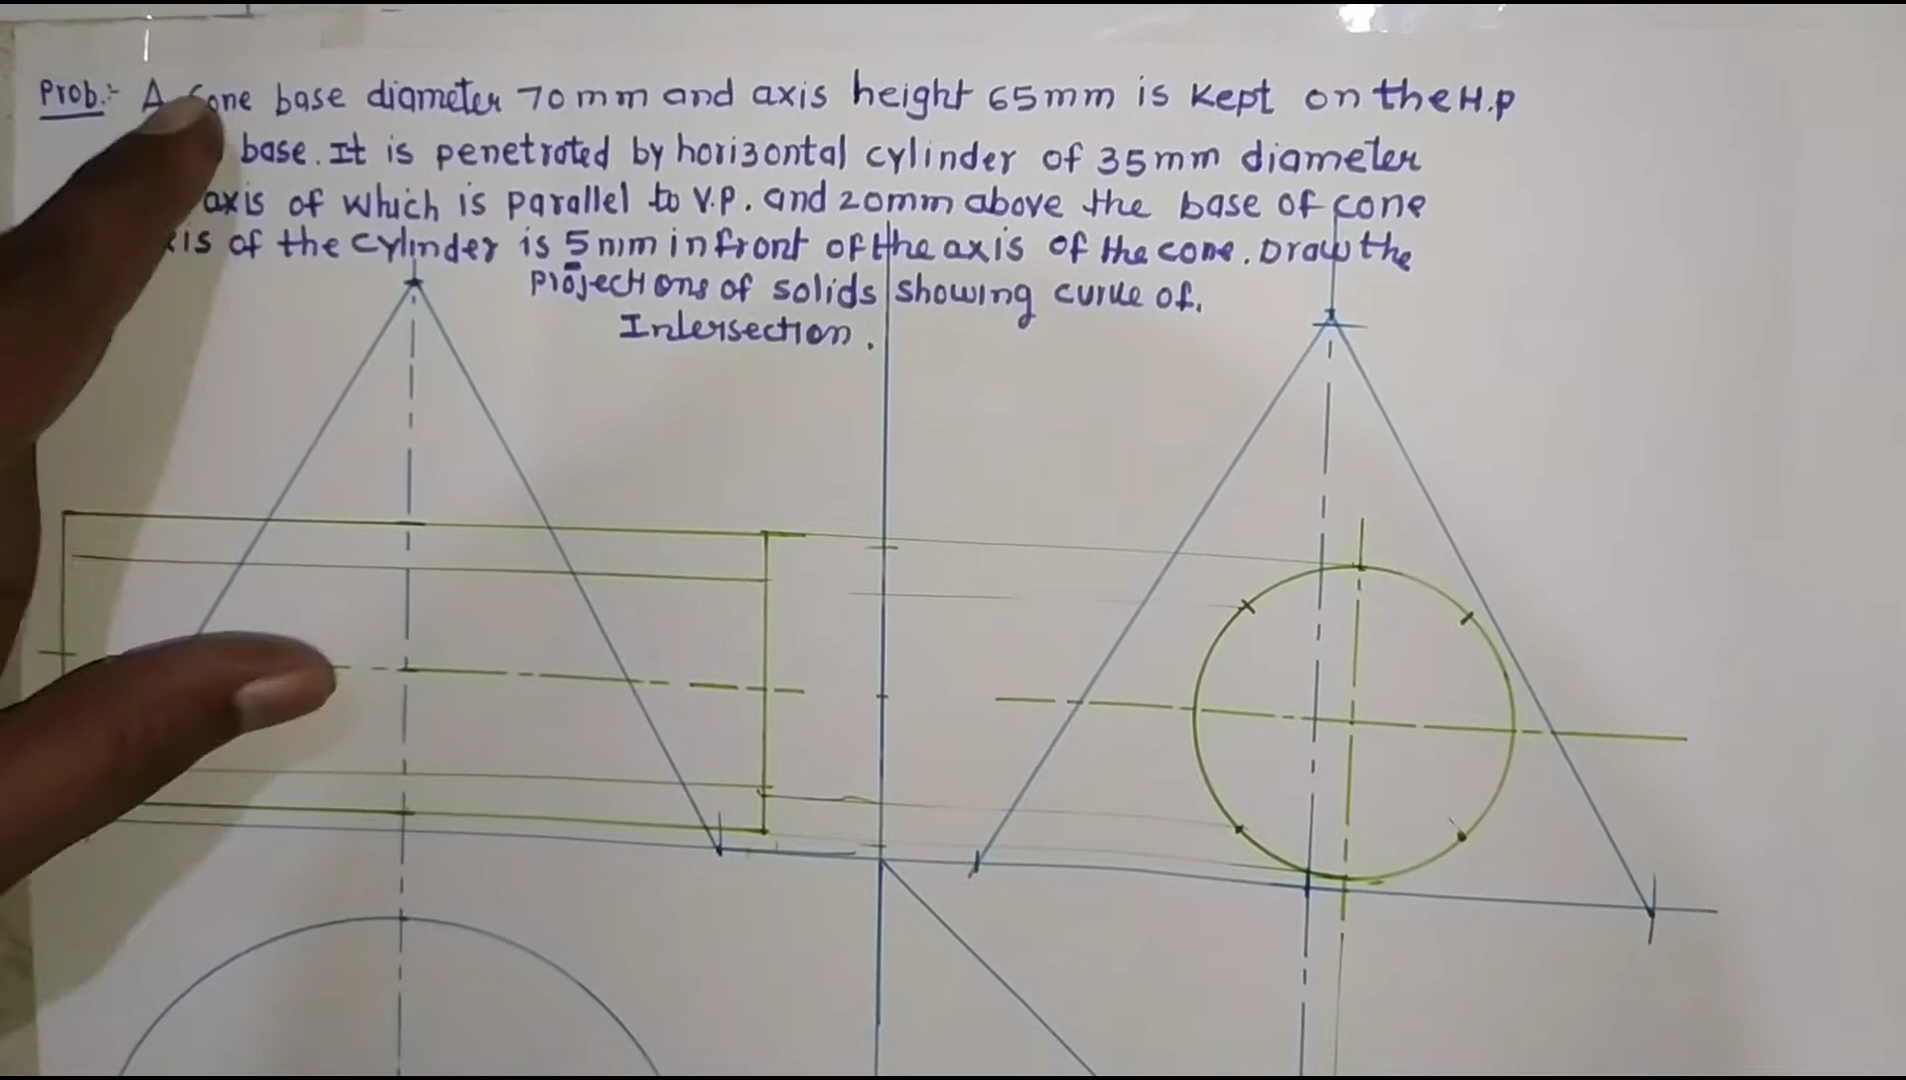 Prob:- A Cone base diameter 70mm and axis height 65mm is Kept on the H.P
base. It is penetrated by horizontal cylinder of 35mm diameter
axis of which is parallel to V.P. and 20mm above the base of cone
is of the cylinder is 5mm in front of the axis of the cone. Draw the
Projections of solids showing curve of.
Intersection.